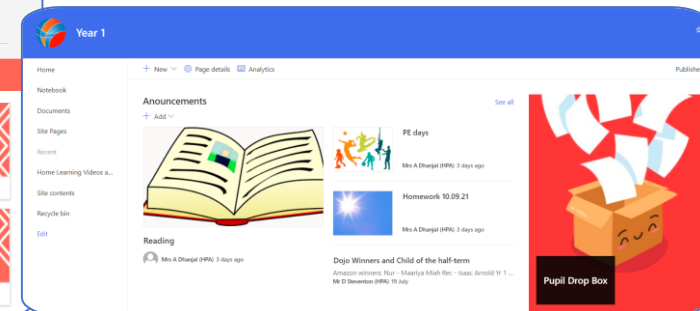 Year 1
Home
Notebook
Documents
Site Pages
Recent
Home Learning Videos a...
Site contents
Recycle bin
Edit
+ New
Page details
Analytics
Publishe
Anouncements
See all
+ Add
Reading
Mrs A Dhanjal (HPA) 3 days ago
PE days
Mrs A Dhanjal (HPA) 3 days ago
Homework 10.09.21
Mrs A Dhanjal (HPA) 3 days ago
Dojo Winners and Child of the half-term
Amazon winners: Nur - Maariya Miah Rec - Isaac Arnold Yr 1 ...
Mr D Steventon (HPA) 19 July
Pupil Drop Box